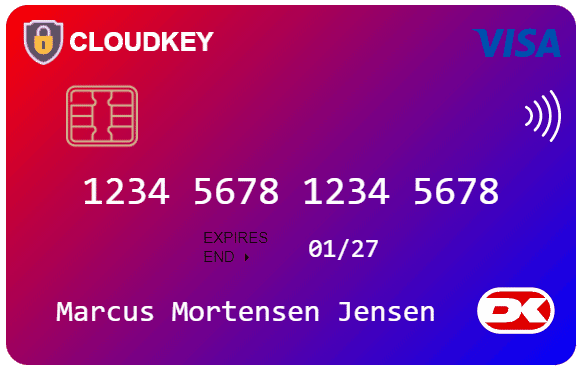 CLOUDKEY
VISA
1234 5678 1234 5678
EXPIRES
END
01/27
Marcus Mortensen Jensen
DK